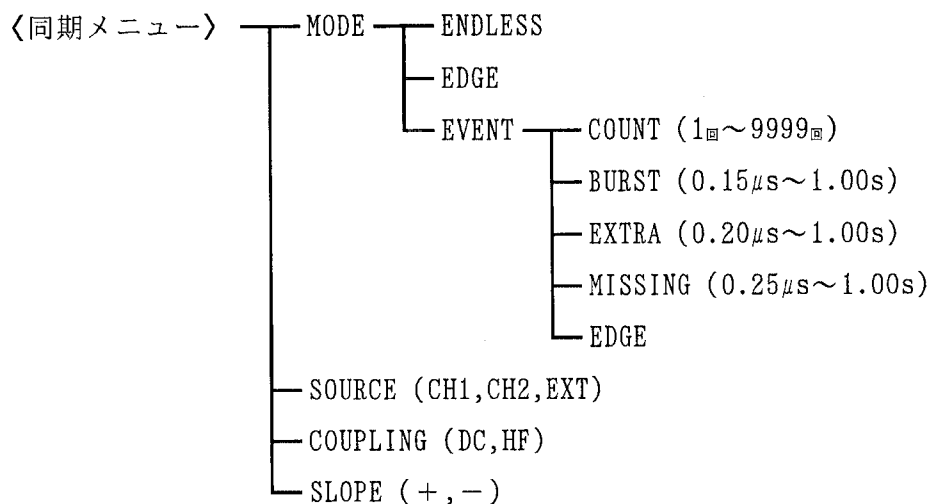 〈同期メニュー〉 MODE ENDLESS
EDGE
EVENT COUNT (1回～9999回)
BURST (0.15μs～1.00s)
EXTRA (0.20μs～1.00s)
MISSING (0.25μs～1.00s)
EDGE
SOURCE (CH1,CH2,EXT)
COUPLING (DC,HF)
SLOPE (+,−)